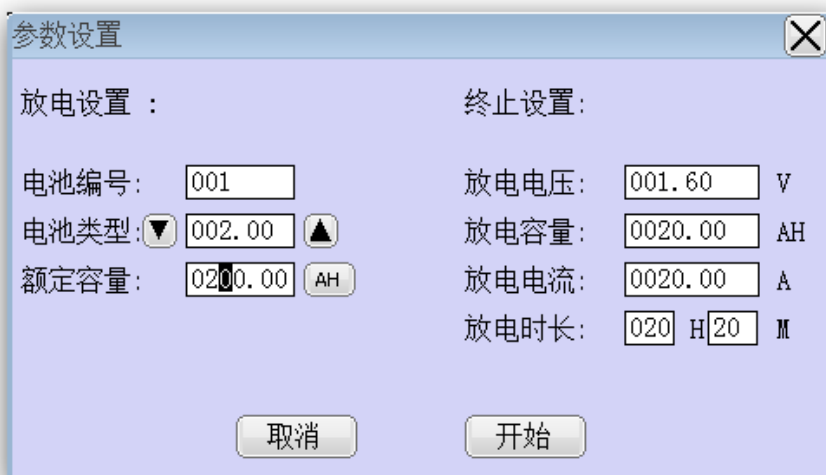 参数设置
放电设置 : 终止设置:
电池编号: 001 放电电压: 001.60 V
电池类型: 002.00 放电容量: 0020.00 AH
额定容量: 0200.00 AH 放电电流: 0020.00 A
放电时长: 020 H 20 M
取消 开始